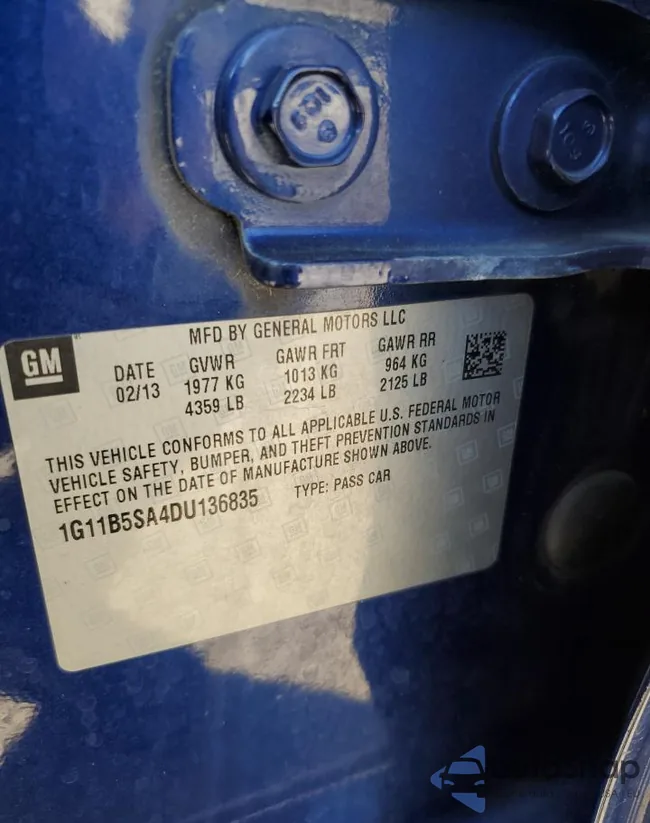 GM
MFD BY GENERAL MOTORS LLC
DATE GVWR GAWR FRT GAWR RR
02/13 1977 KG 1013 KG 964 KG
4359 LB 2234 LB 2125 LB
THIS VEHICLE CONFORMS TO ALL APPLICABLE U.S. FEDERAL MOTOR
VEHICLE SAFETY, BUMPER, AND THEFT PREVENTION STANDARDS IN
EFFECT ON THE DATE OF MANUFACTURE SHOWN ABOVE.
1G11B5SA4DU136835 TYPE: PASS CAR